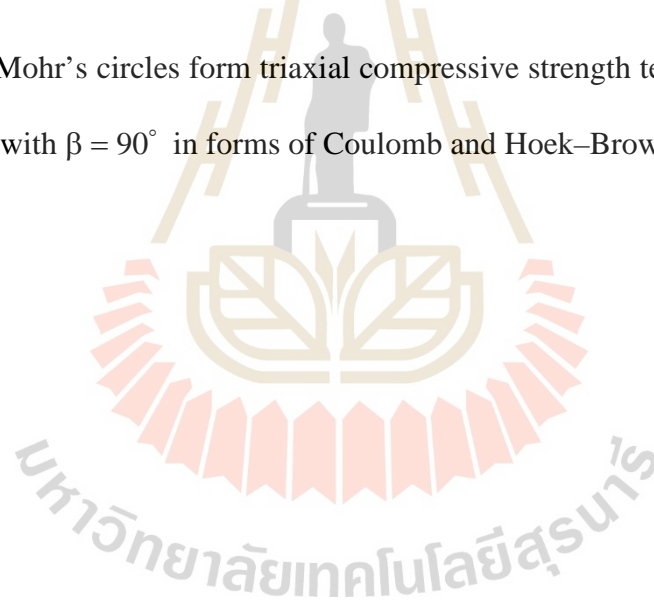 Mohr's circles form triaxial compressive strength te
with β = 90° in forms of Coulomb and Hoek–Brow
มหาวิทยาลัยเทคโนโลยีสุรนารี